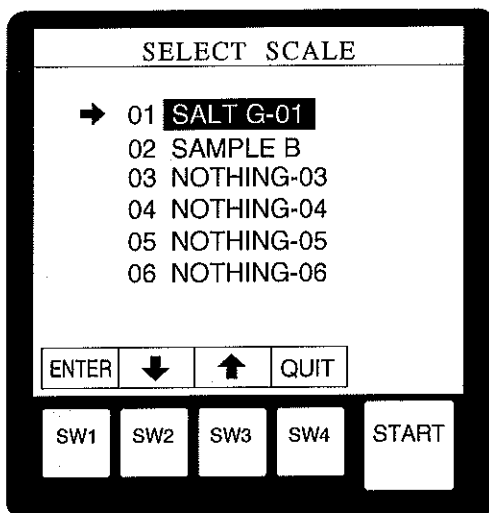 SELECT SCALE
➔ 01 SALT G-01
02 SAMPLE B
03 NOTHING-03
04 NOTHING-04
05 NOTHING-05
06 NOTHING-06
ENTER ↓ ↑ QUIT
SW1 SW2 SW3 SW4 START